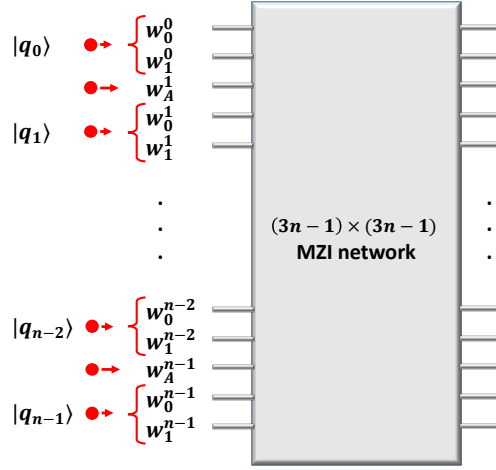 |q₀⟩ w₀⁰
w₁⁰
w_A¹
|q₁⟩ w₀¹
w₁¹
(3n − 1) × (3n − 1)
MZI network
|qₙ₋₂⟩ w₀ⁿ⁻²
w₁ⁿ⁻²
w_Aⁿ⁻¹
|qₙ₋₁⟩ w₀ⁿ⁻¹
w₁ⁿ⁻¹